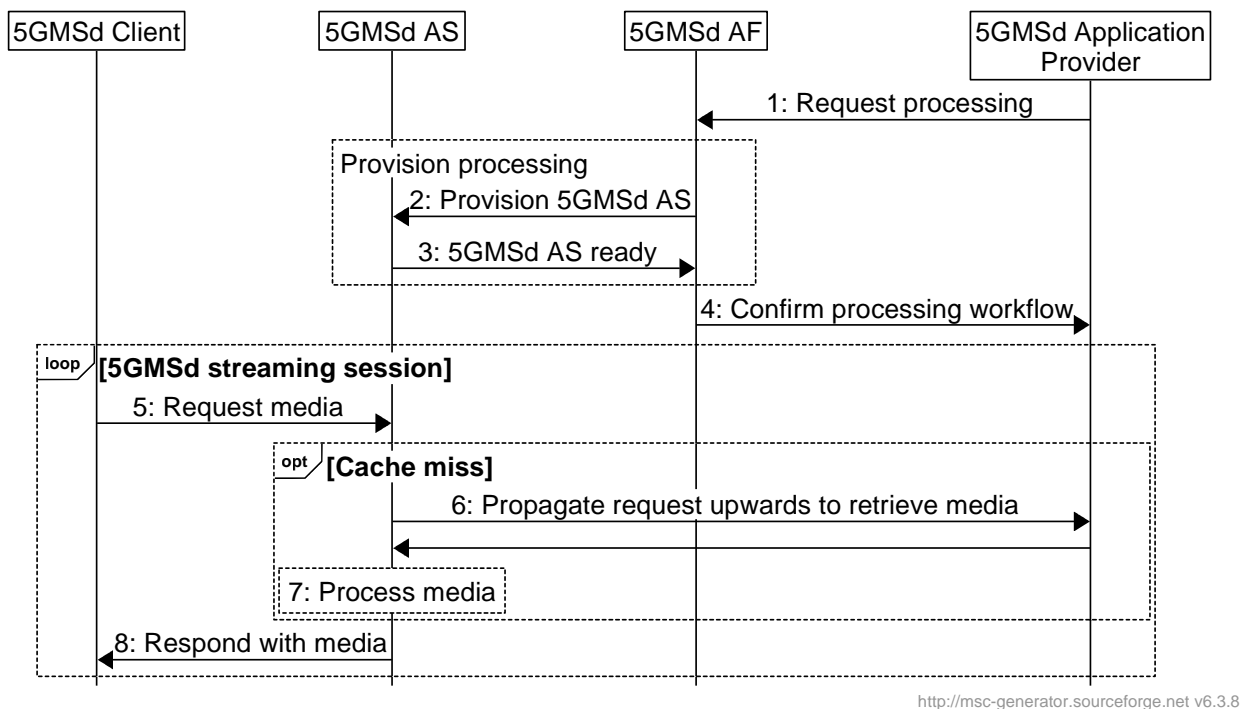 5GMSd Client
5GMSd AS
5GMSd AF
5GMSd Application
Provider
1: Request processing
Provision processing
2: Provision 5GMSd AS
3: 5GMSd AS ready
4: Confirm processing workflow
loop
[5GMSd streaming session]
5: Request media
opt
[Cache miss]
6: Propagate request upwards to retrieve media
7: Process media
8: Respond with media
http://msc-generator.sourceforge.net v6.3.8